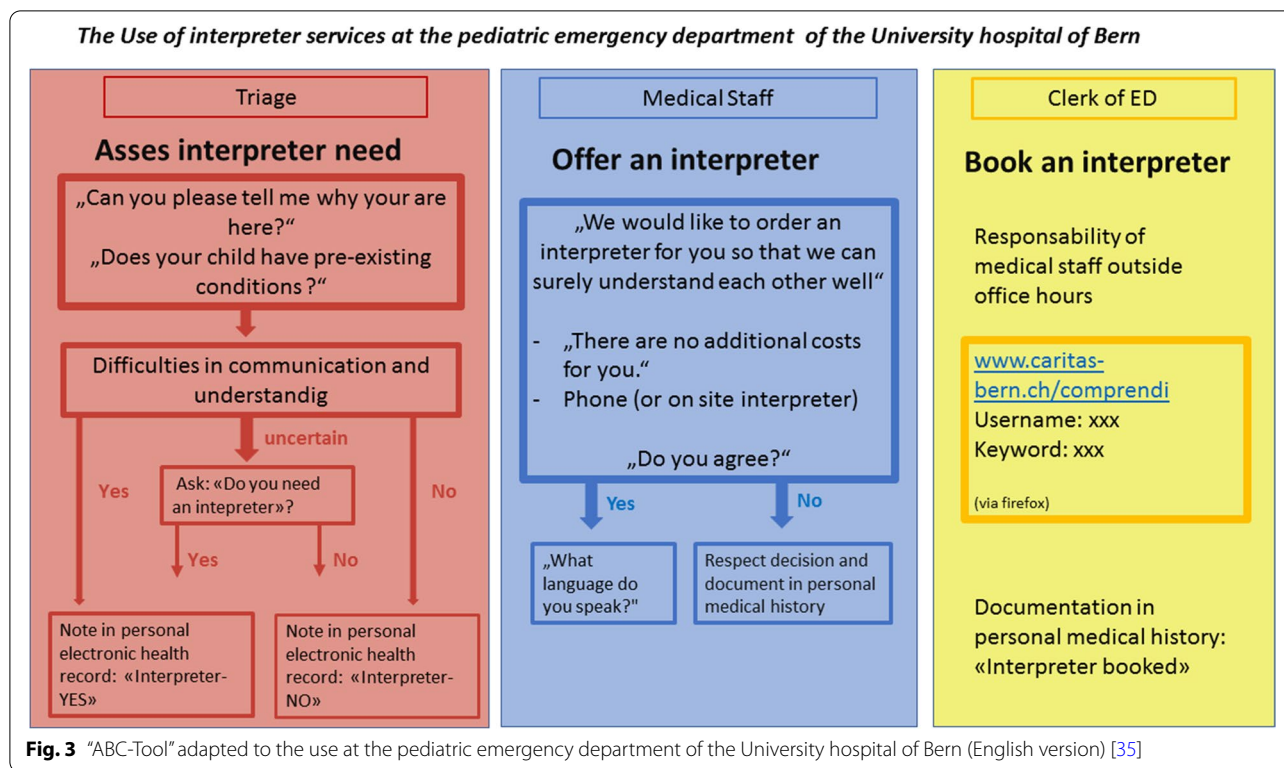 The Use of interpreter services at the pediatric emergency department of the University hospital of Bern
Triage
Asses interpreter need
„Can you please tell me why your are
here?“
„Does your child have pre-existing
conditions ?“
Difficulties in communication and
understandig
uncertain
Yes
Ask: «Do you need
an intepreter»?
No
Yes
No
Note in personal
electronic health
record: «Interpreter-
YES»
Note in personal
electronic health
record: «Interpreter-
NO»
Medical Staff
Offer an interpreter
„We would like to order an
interpreter for you so that we can
surely understand each other well“
- „There are no additional costs
for you.“
- Phone (or on site interpreter)
„Do you agree?“
Yes
No
„What
language do
you speak?"
Respect decision and
document in personal
medical history
Clerk of ED
Book an interpreter
Responsability of
medical staff outside
office hours
www.caritas-
bern.ch/comprendi
Username: xxx
Keyword: xxx
(via firefox)
Documentation in
personal medical history:
«Interpreter booked»
Fig. 3 “ABC-Tool” adapted to the use at the pediatric emergency department of the University hospital of Bern (English version) [35]